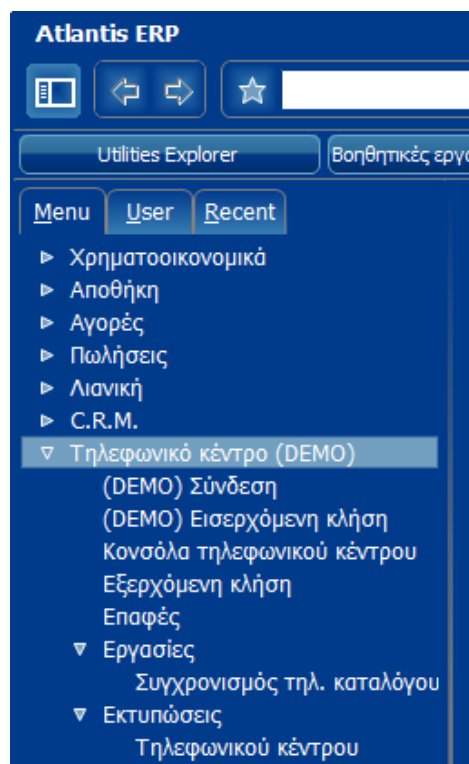 Atlantis ERP
Utilities Explorer
Βοηθητικές εργα
Menu User Recent
Χρηματοοικονομικά
Αποθήκη
Αγορές
Πωλήσεις
Λιανική
C.R.M.
Τηλεφωνικό κέντρο (DEMO)
(DEMO) Σύνδεση
(DEMO) Εισερχόμενη κλήση
Κονσόλα τηλεφωνικού κέντρου
Εξερχόμενη κλήση
Επαφές
Εργασίες
Συγχρονισμός τηλ. καταλόγου
Εκτυπώσεις
Τηλεφωνικού κέντρου